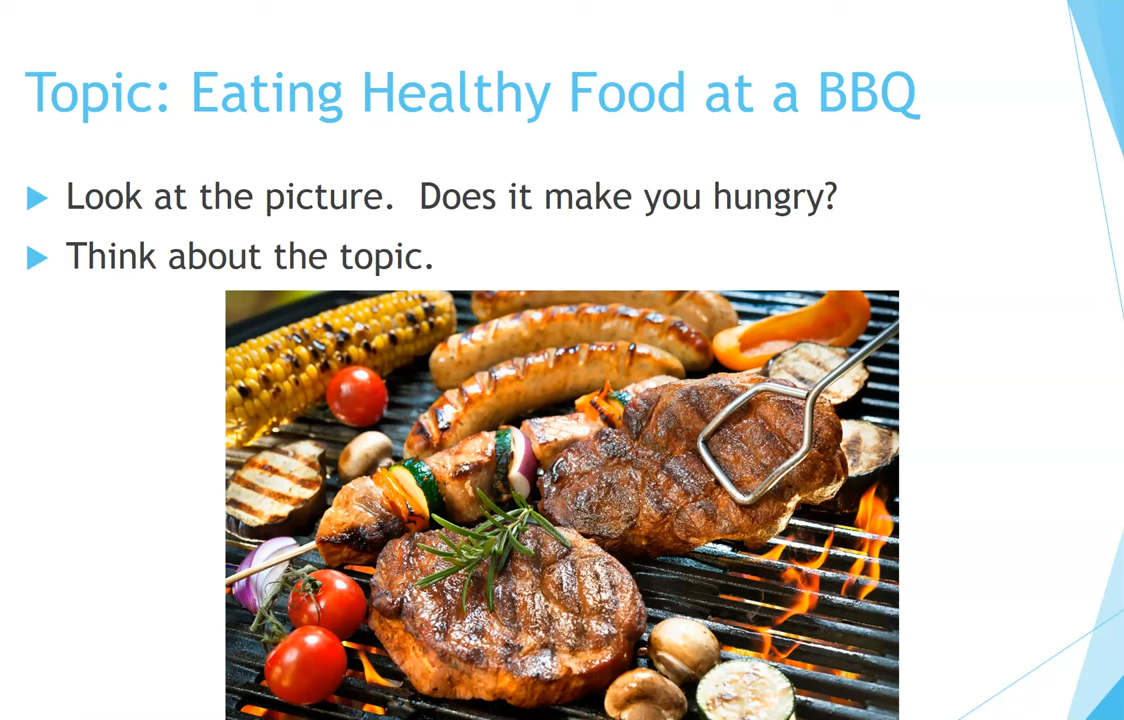 Topic: Eating Healthy Food at a BBQ
Look at the picture.  Does it make you hungry?
Think about the topic.